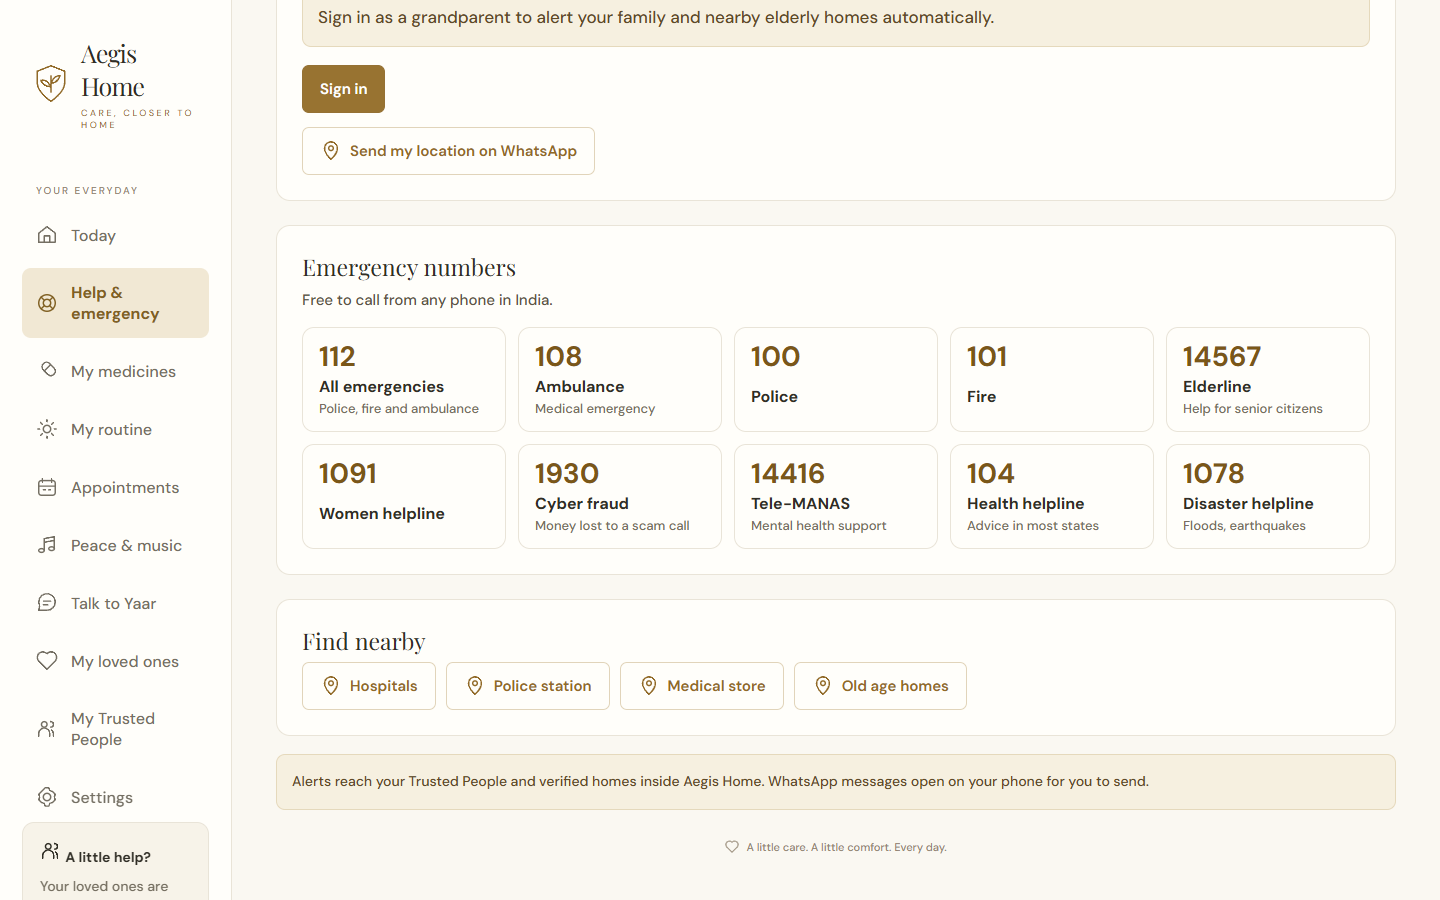 Aegis
Home
CARE, CLOSER TO
HOME
YOUR EVERYDAY
Today
Help &
emergency
My medicines
My routine
Appointments
Peace & music
Talk to Yaar
My loved ones
My Trusted
People
Settings
A little help?
Your loved ones are
Sign in as a grandparent to alert your family and nearby elderly homes automatically.
Sign in
Send my location on WhatsApp
Emergency numbers
Free to call from any phone in India.
112
All emergencies
Police, fire and ambulance
108
Ambulance
Medical emergency
100
Police
101
Fire
14567
Elderline
Help for senior citizens
1091
Women helpline
1930
Cyber fraud
Money lost to a scam call
14416
Tele-MANAS
Mental health support
104
Health helpline
Advice in most states
1078
Disaster helpline
Floods, earthquakes
Find nearby
Hospitals
Police station
Medical store
Old age homes
Alerts reach your Trusted People and verified homes inside Aegis Home. WhatsApp messages open on your phone for you to send.
A little care. A little comfort. Every day.